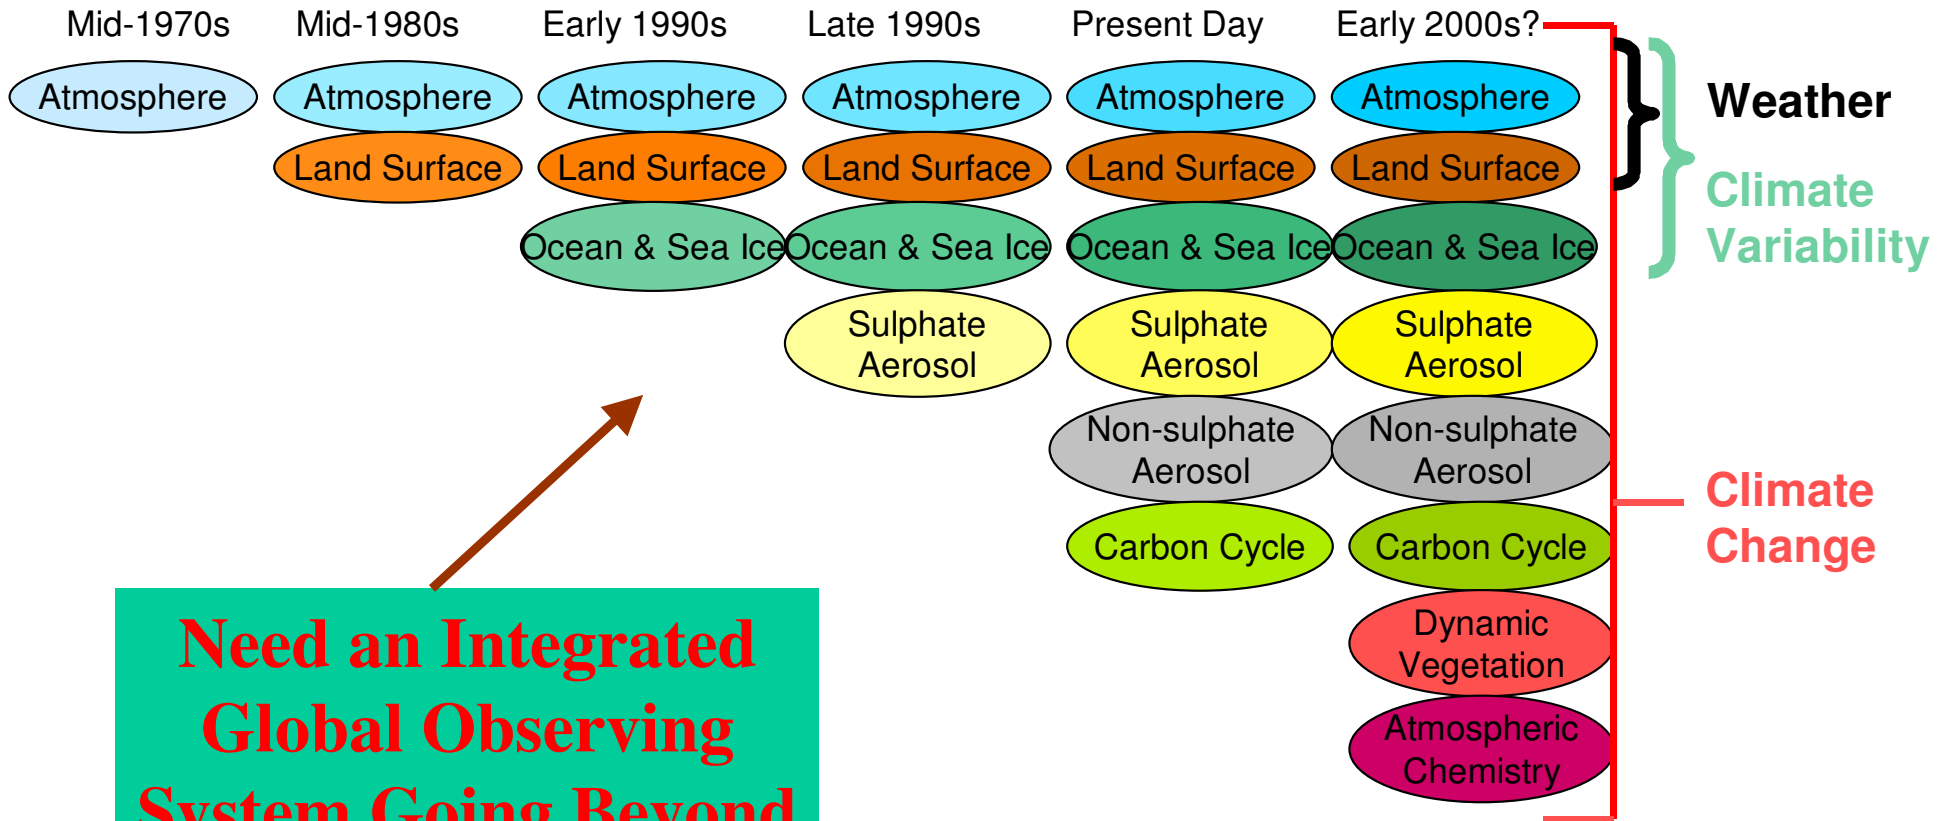 Mid-1970s Mid-1980s Early 1990s Late 1990s Present Day Early 2000s?
Atmosphere Atmosphere Atmosphere Atmosphere Atmosphere Atmosphere
Weather
Land Surface Land Surface Land Surface Land Surface Land Surface
Climate
Variability
Ocean & Sea Ice Ocean & Sea Ice Ocean & Sea Ice Ocean & Sea Ice
Sulphate
Aerosol
Sulphate
Aerosol
Sulphate
Aerosol
Non-sulphate
Aerosol
Non-sulphate
Aerosol
Climate
Change
Carbon Cycle Carbon Cycle
Dynamic
Vegetation
Atmospheric
Chemistry
Need an Integrated
Global Observing
System Going Beyond